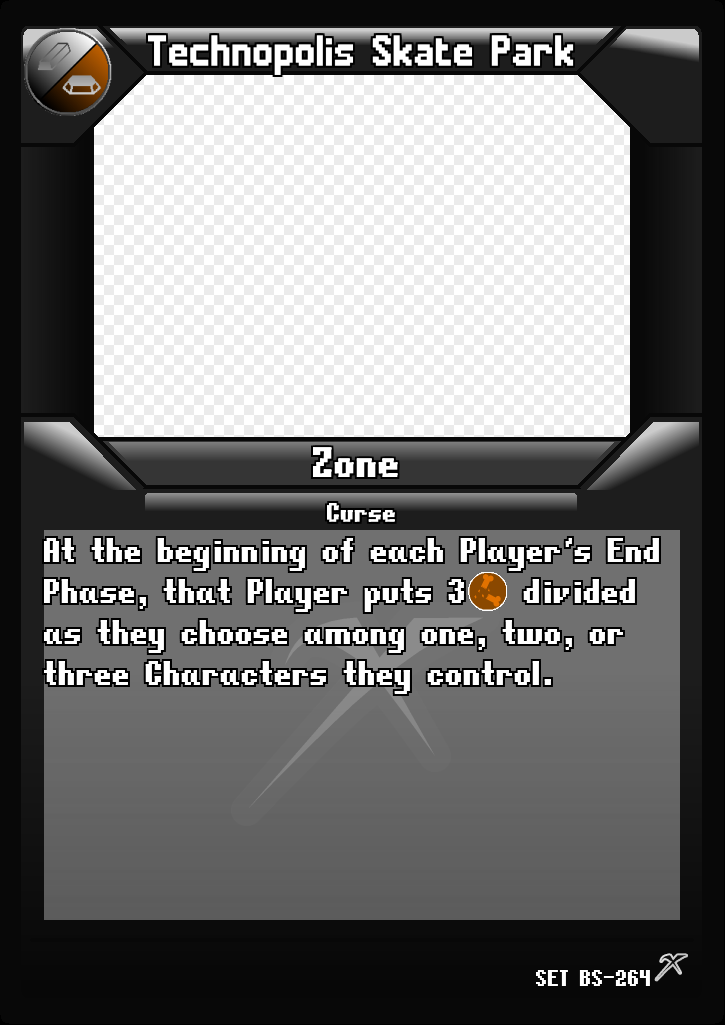 Technopolis Skate Park
Zone
Curse
At the beginning of each Player's End
Phase, that Player puts 3 divided
as they choose among one, two, or
three Characters they control.
SET BS-264